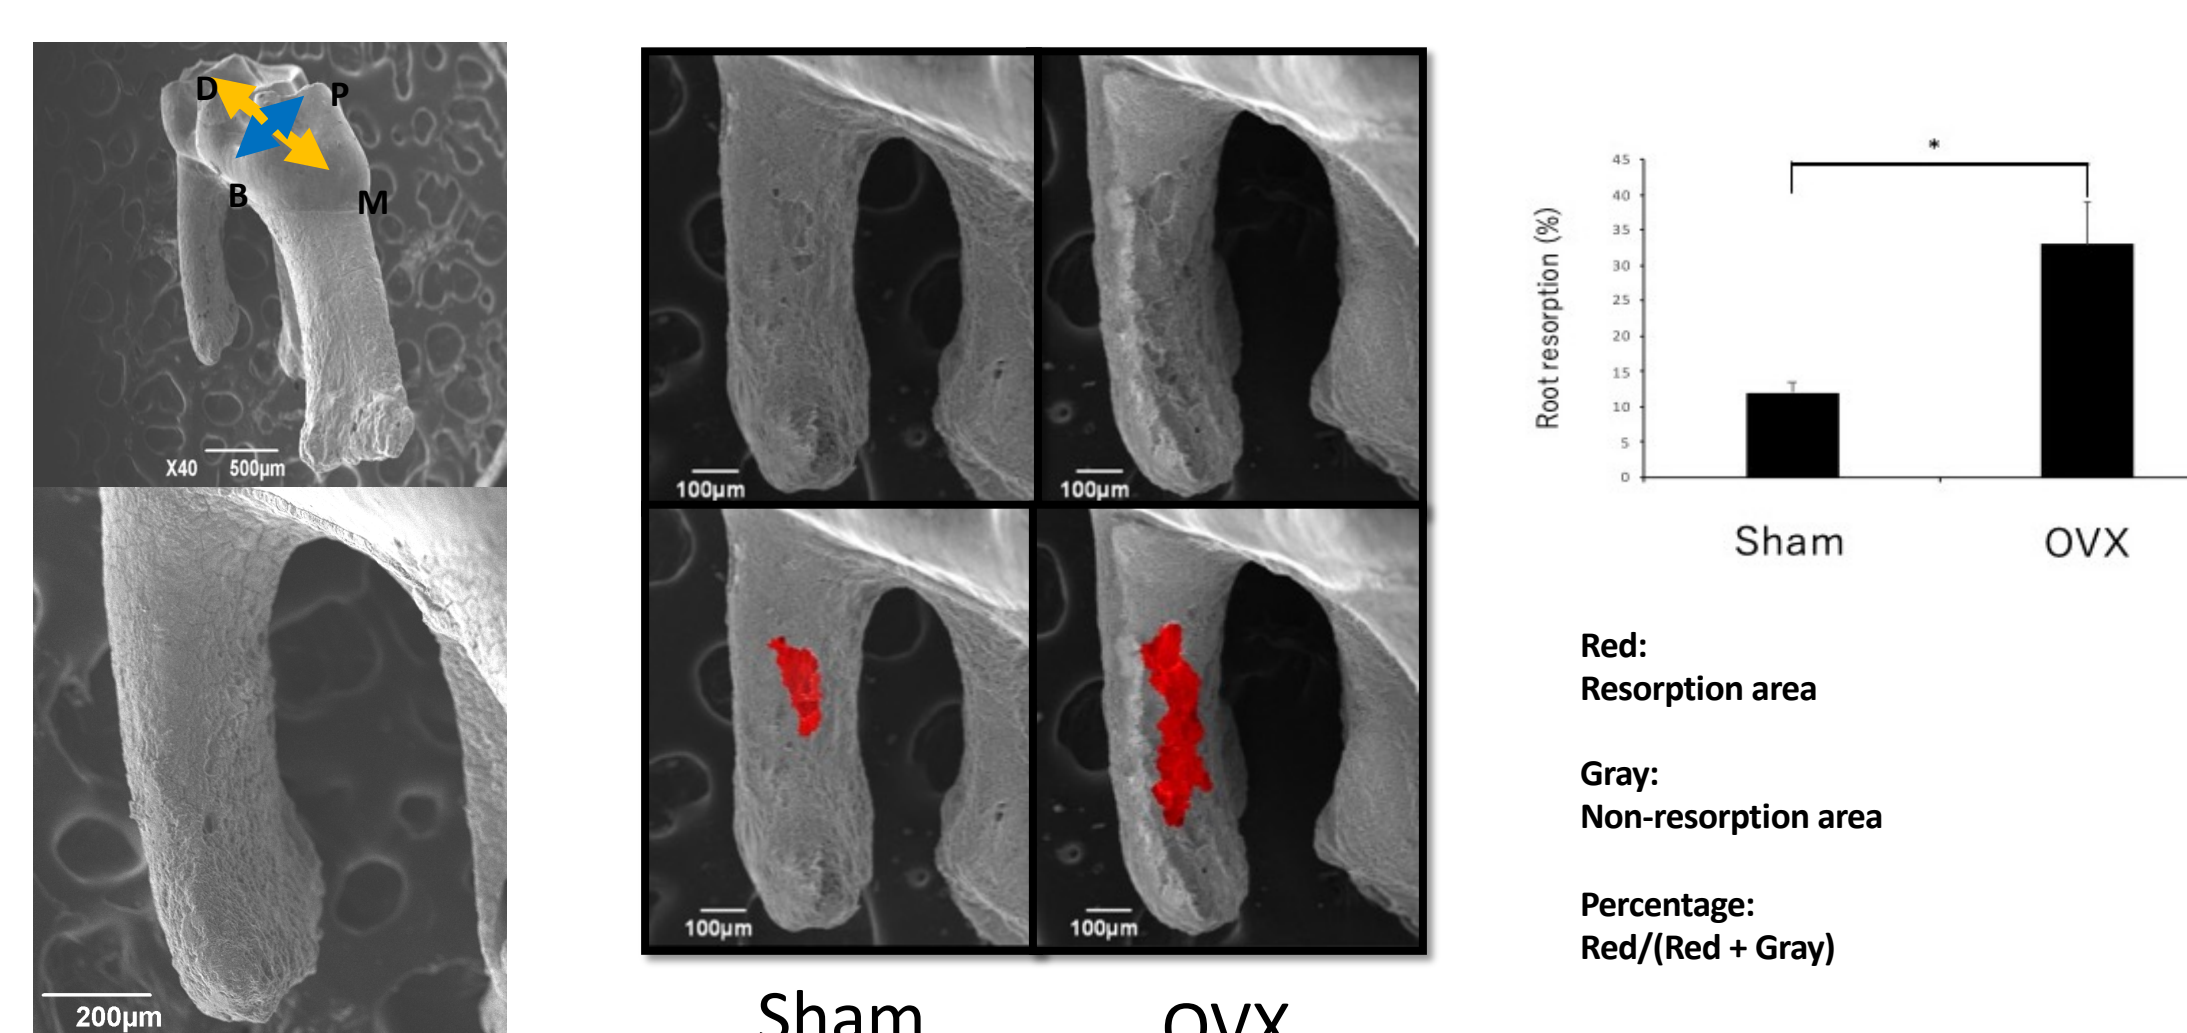 D
P
B
M
X40 500µm
200µm
100µm
100µm
100µm
100µm
Sham
OVX
*
Root resorption (%)
45
40
35
30
25
20
15
10
5
0
Sham
OVX
Red:
Resorption area
Gray:
Non-resorption area
Percentage:
Red/(Red + Gray)